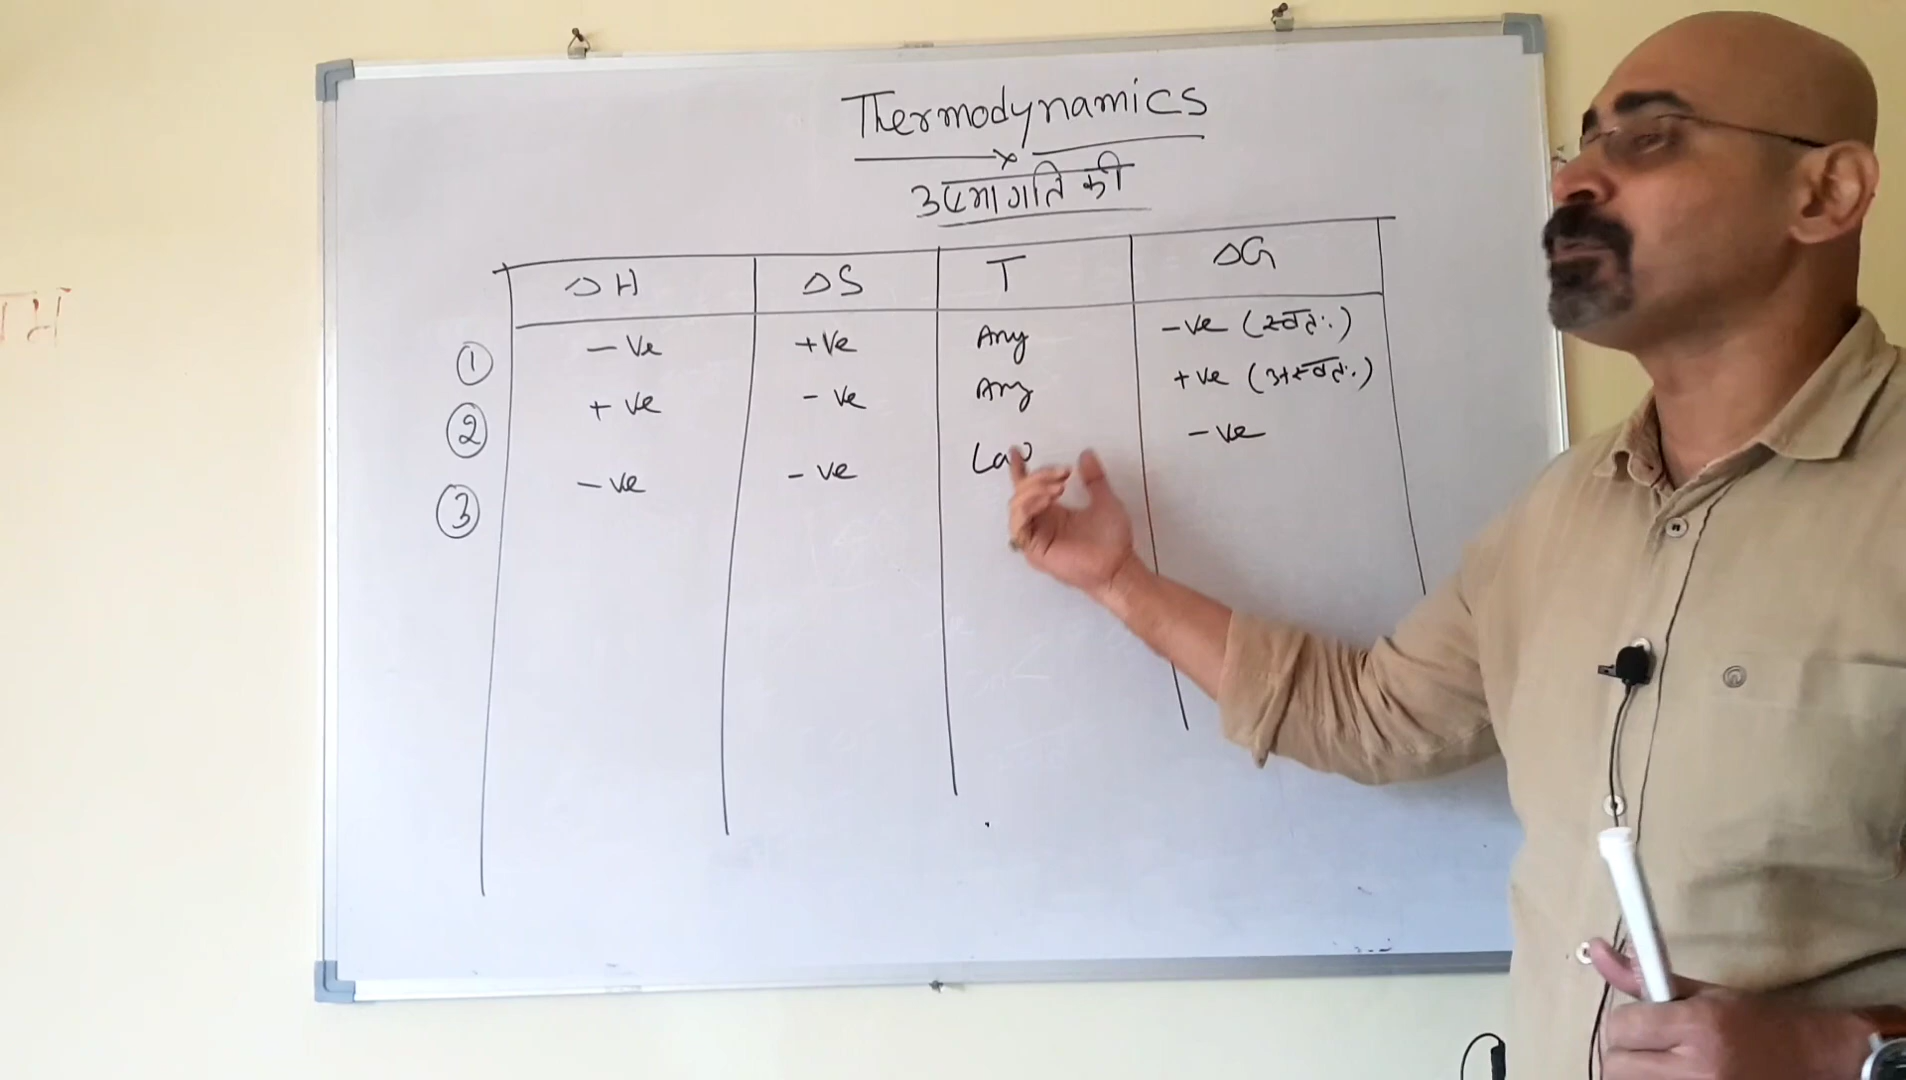 Thermodynamics
उष्मागतिकी
ΔH ΔS T ΔG
① -ve +ve Any -ve (स्वतः)
② +ve -ve Any +ve (अस्वतः)
③ -ve -ve -ve